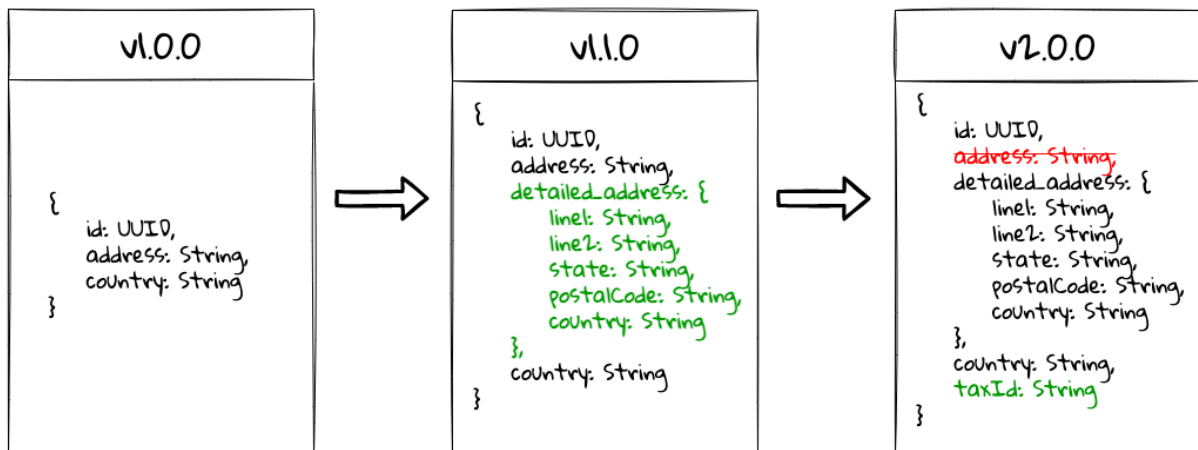 v1.0.0
{
id: UUID,
address: String,
country: String
}
v1.1.0
{
id: UUID,
address: String,
detailed_address: {
line1: String,
line2: String,
state: String,
postalCode: String,
country: String
},
country: String
}
v2.0.0
{
id: UUID,
address: String,
detailed_address: {
line1: String,
line2: String,
state: String,
postalCode: String,
country: String
},
country: String,
taxId: String
}